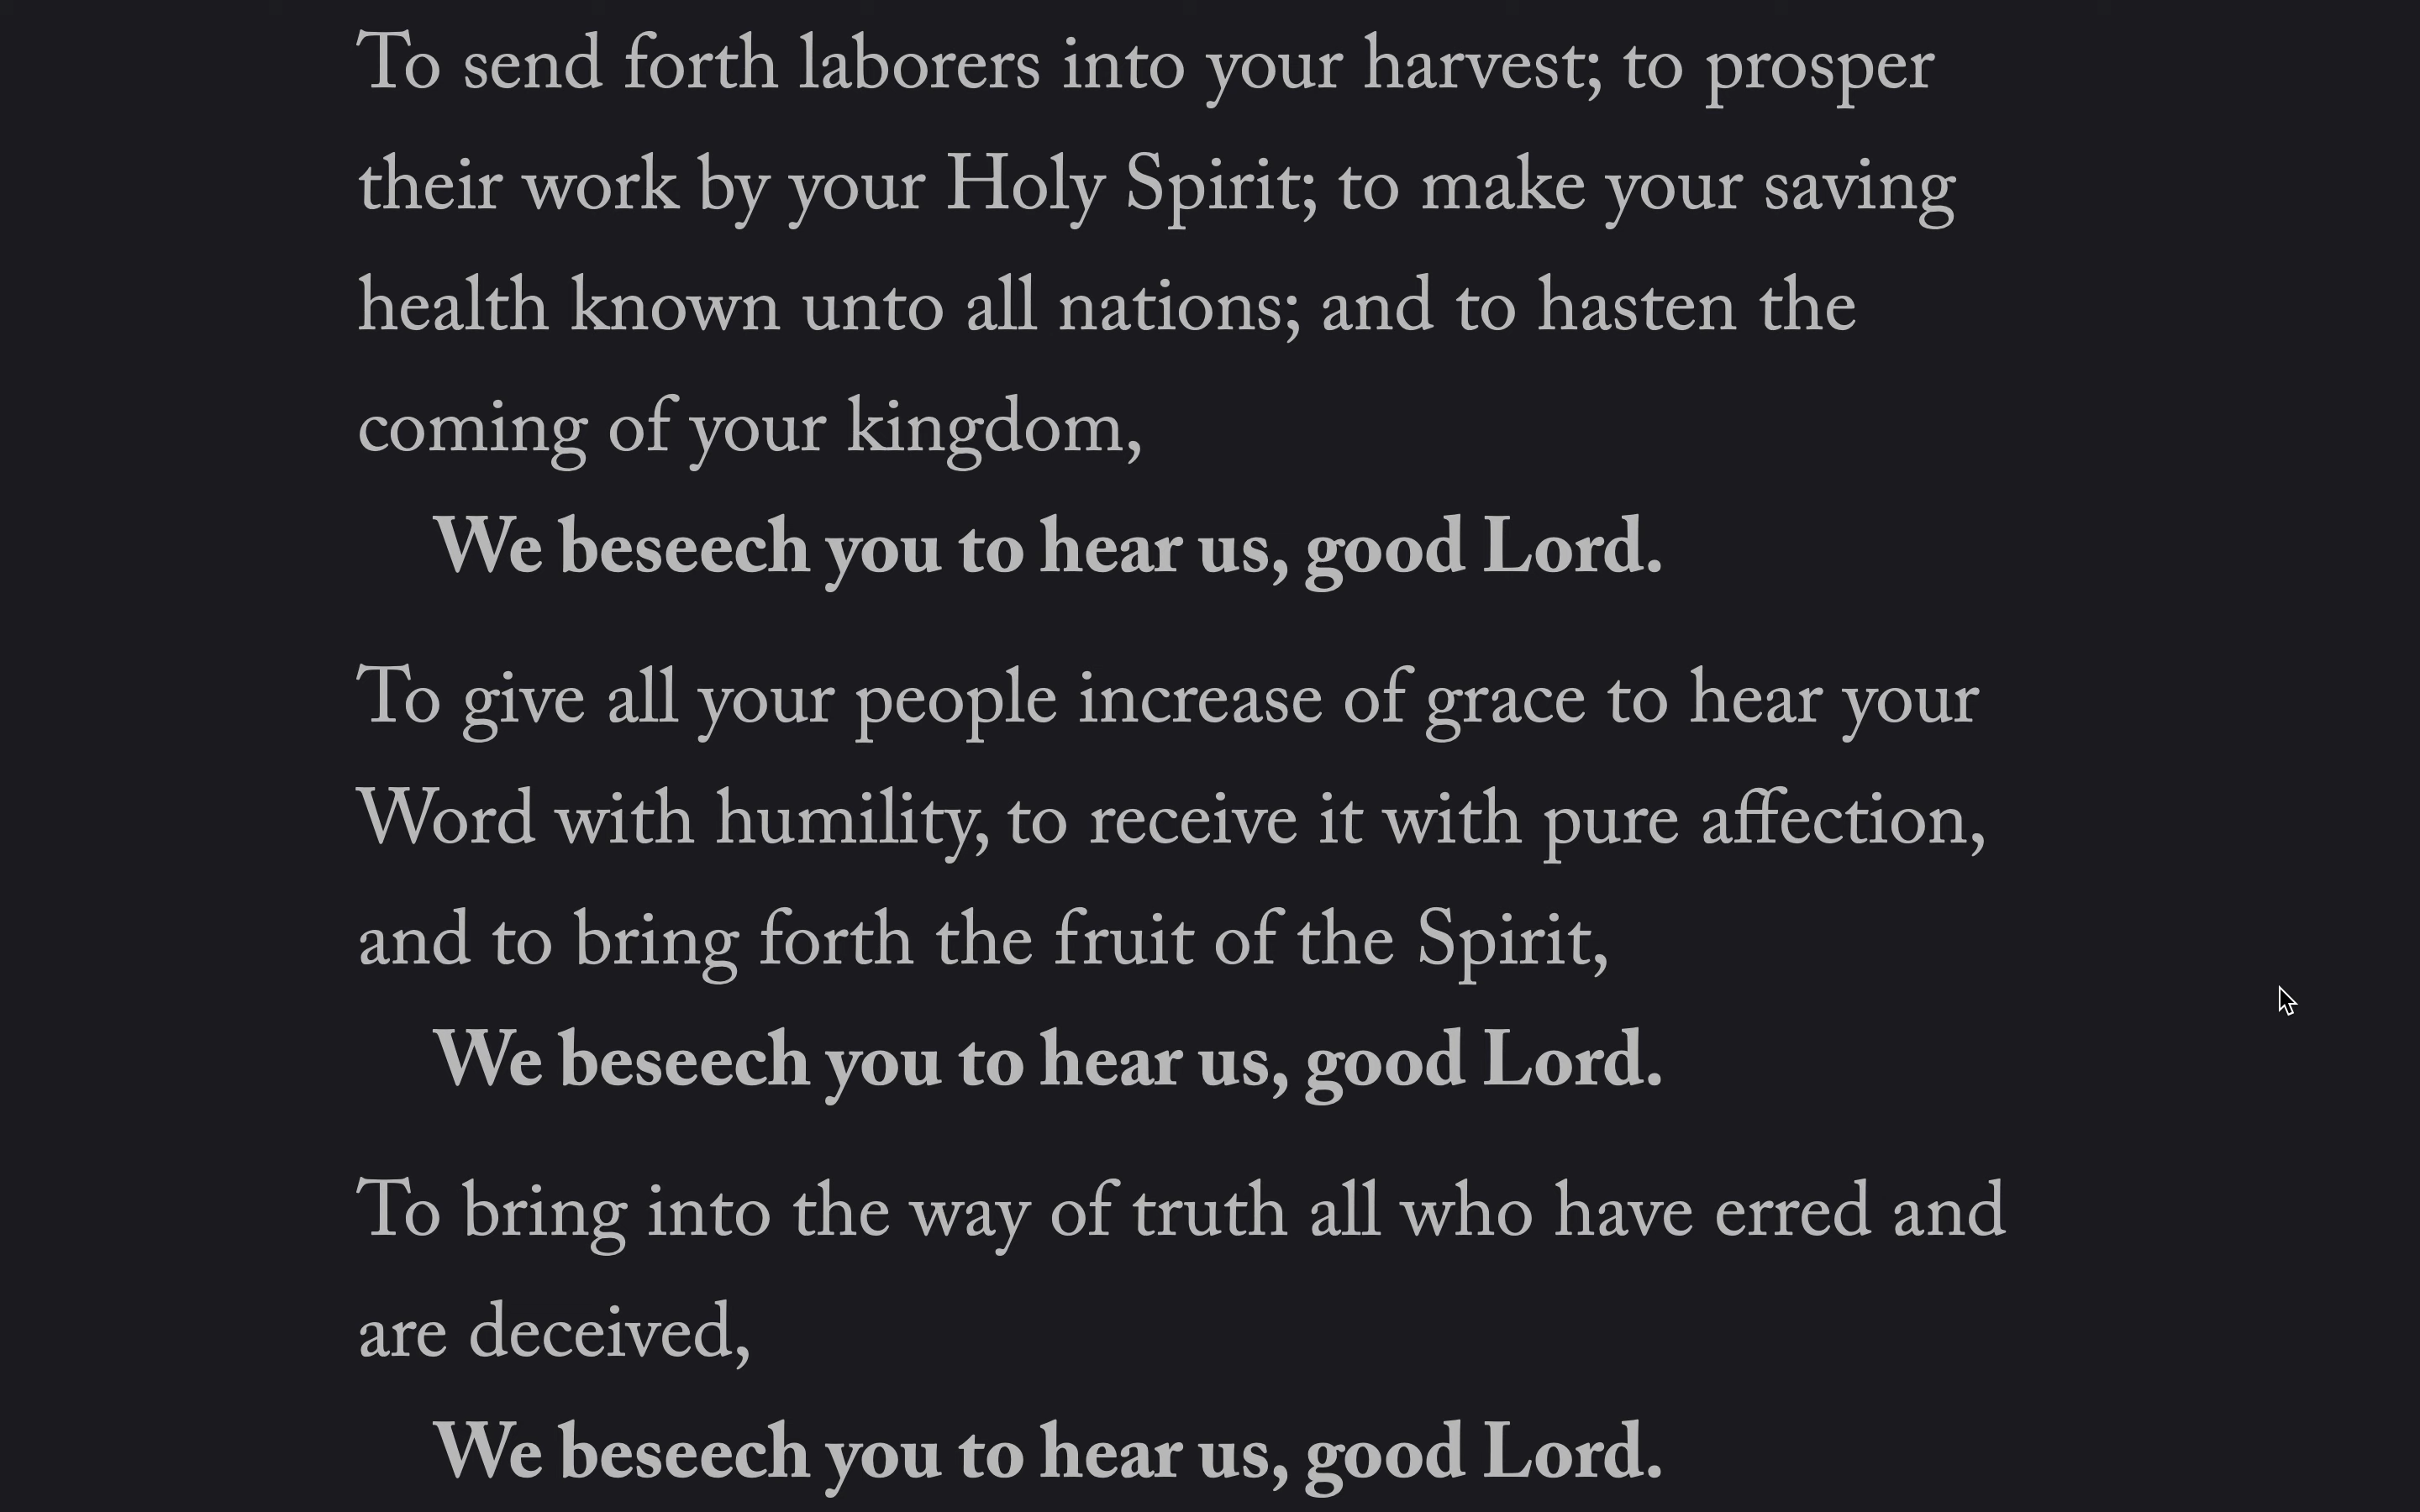 To send forth laborers into your harvest; to prosper
their work by your Holy Spirit; to make your saving
health known unto all nations; and to hasten the
coming of your kingdom,
We beseech you to hear us, good Lord.
To give all your people increase of grace to hear your
Word with humility, to receive it with pure affection,
and to bring forth the fruit of the Spirit,
We beseech you to hear us, good Lord.
To bring into the way of truth all who have erred and
are deceived,
We beseech you to hear us, good Lord.